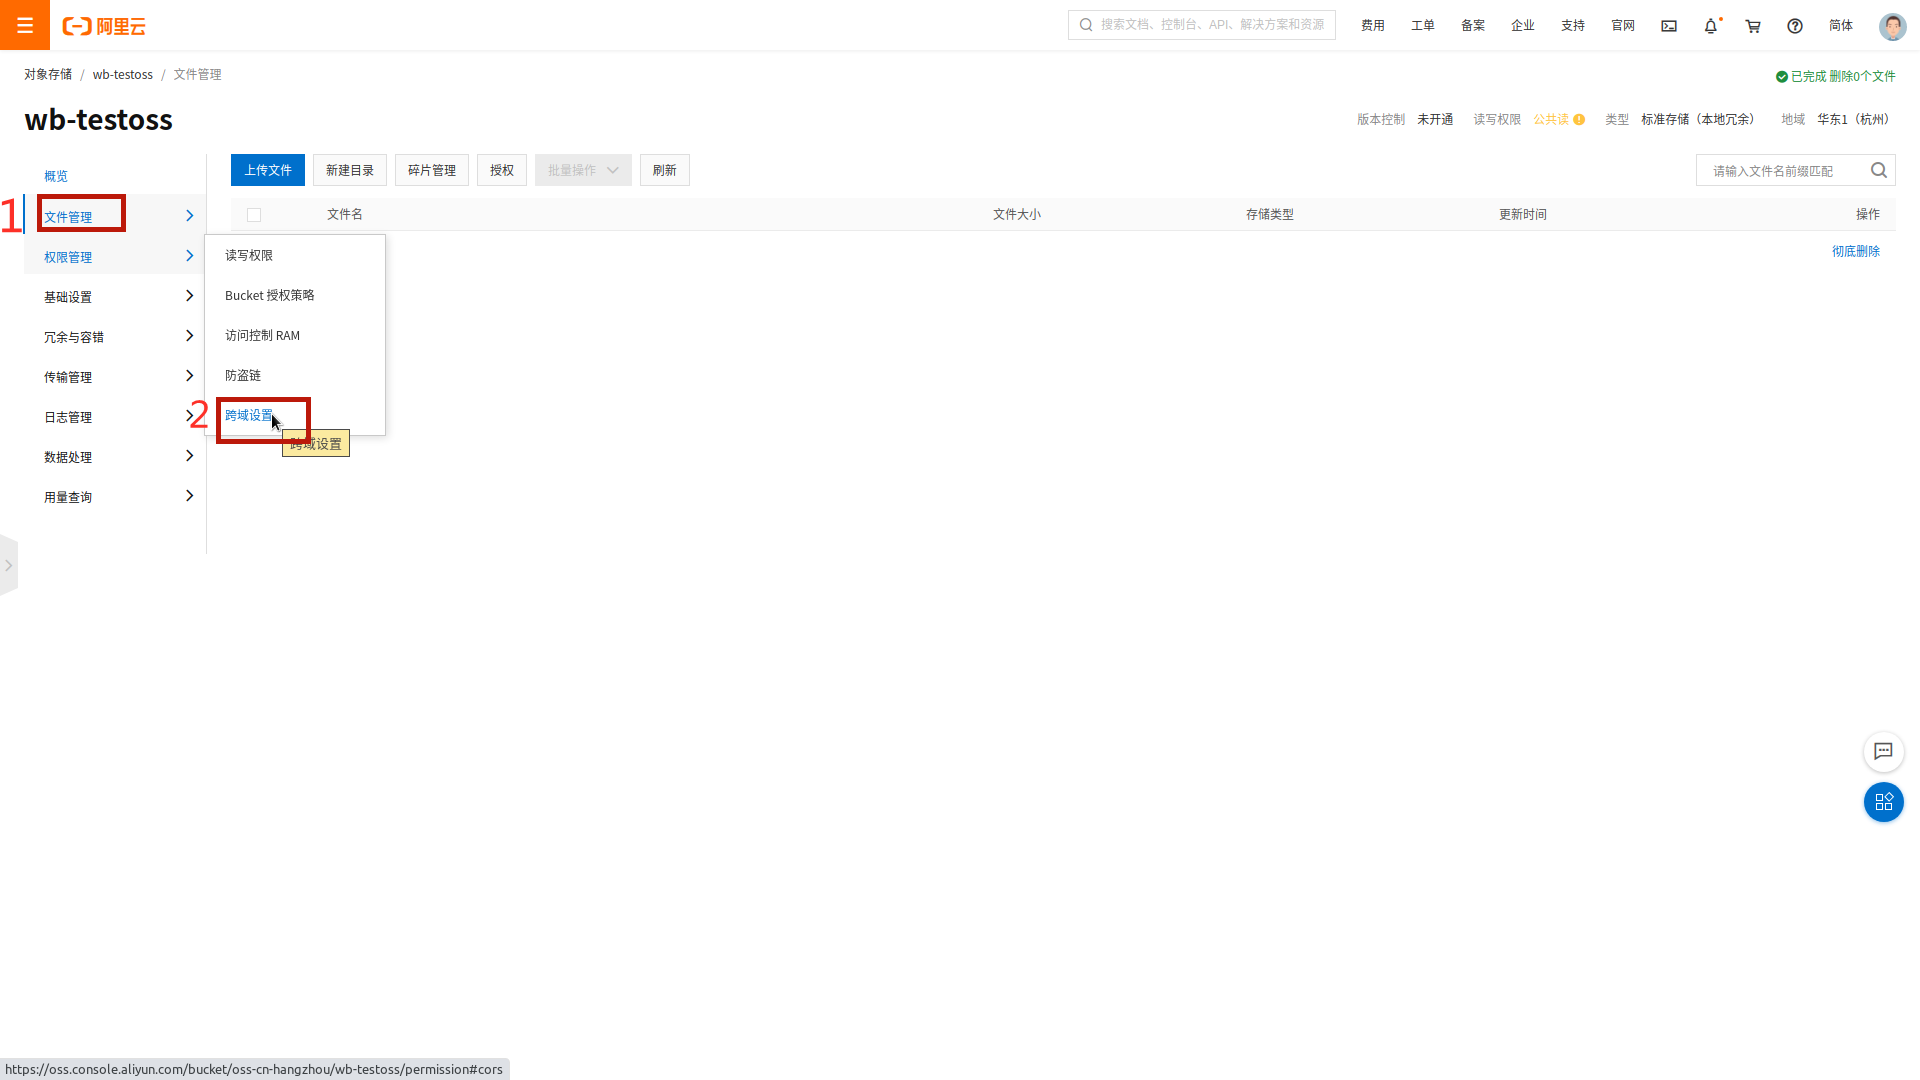 阿里云
搜索文档、控制台、API、解决方案和资源
费用
工单
备案
企业
支持
官网
简体
对象存储 / wb-testoss / 文件管理
已完成 删除0个文件
wb-testoss
版本控制 未开通 读写权限 公共读 类型 标准存储（本地冗余） 地域 华东1（杭州）
概览
1
文件管理
权限管理
基础设置
冗余与容错
传输管理
日志管理
数据处理
用量查询
上传文件
新建目录
碎片管理
授权
批量操作
刷新
请输入文件名前缀匹配
文件名
文件大小
存储类型
更新时间
操作
彻底删除
读写权限
Bucket 授权策略
访问控制 RAM
防盗链
2
跨域设置
跨域设置
https://oss.console.aliyun.com/bucket/oss-cn-hangzhou/wb-testoss/permission#cors